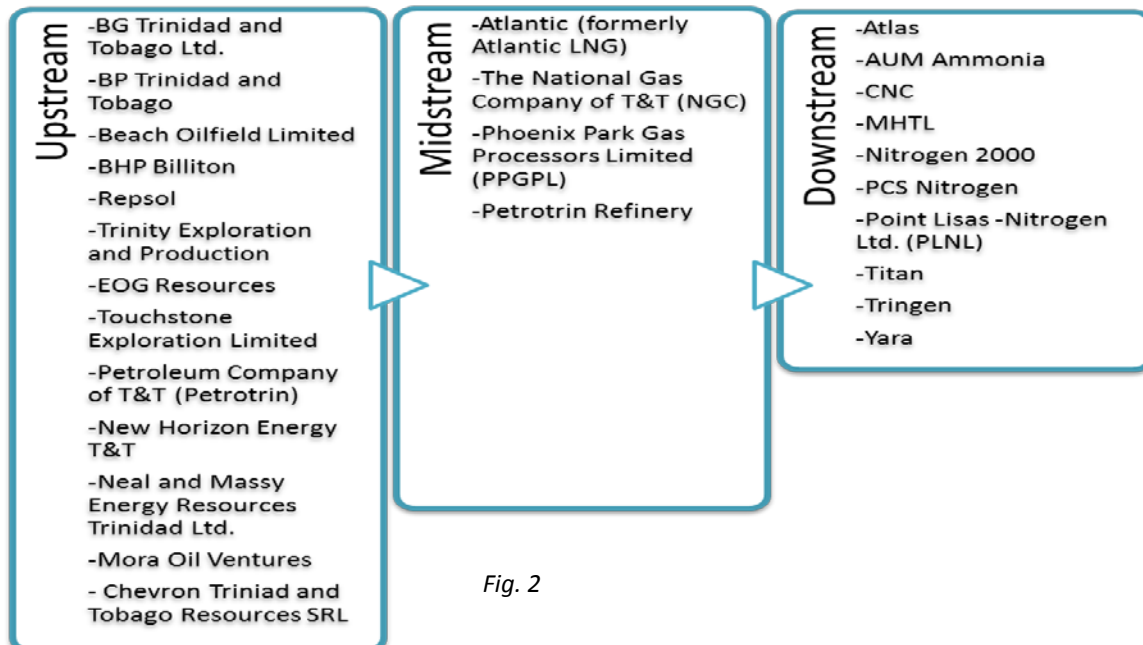 Upstream
-BG Trinidad and
Tobago Ltd.
-BP Trinidad and
Tobago
-Beach Oilfield Limited
-BHP Billiton
-Repsol
-Trinity Exploration
and Production
-EOG Resources
-Touchstone
Exploration Limited
-Petroleum Company
of T&T (Petrotrin)
-New Horizon Energy
T&T
-Neal and Massy
Energy Resources
Trinidad Ltd.
-Mora Oil Ventures
- Chevron Triniad and
Tobago Resources SRL
Midstream
-Atlantic (formerly
Atlantic LNG)
-The National Gas
Company of T&T (NGC)
-Phoenix Park Gas
Processors Limited
(PPGPL)
-Petrotrin Refinery
Downstream
-Atlas
-AUM Ammonia
-CNC
-MHTL
-Nitrogen 2000
-PCS Nitrogen
-Point Lisas -Nitrogen
Ltd. (PLNL)
-Titan
-Tringen
-Yara
Fig. 2